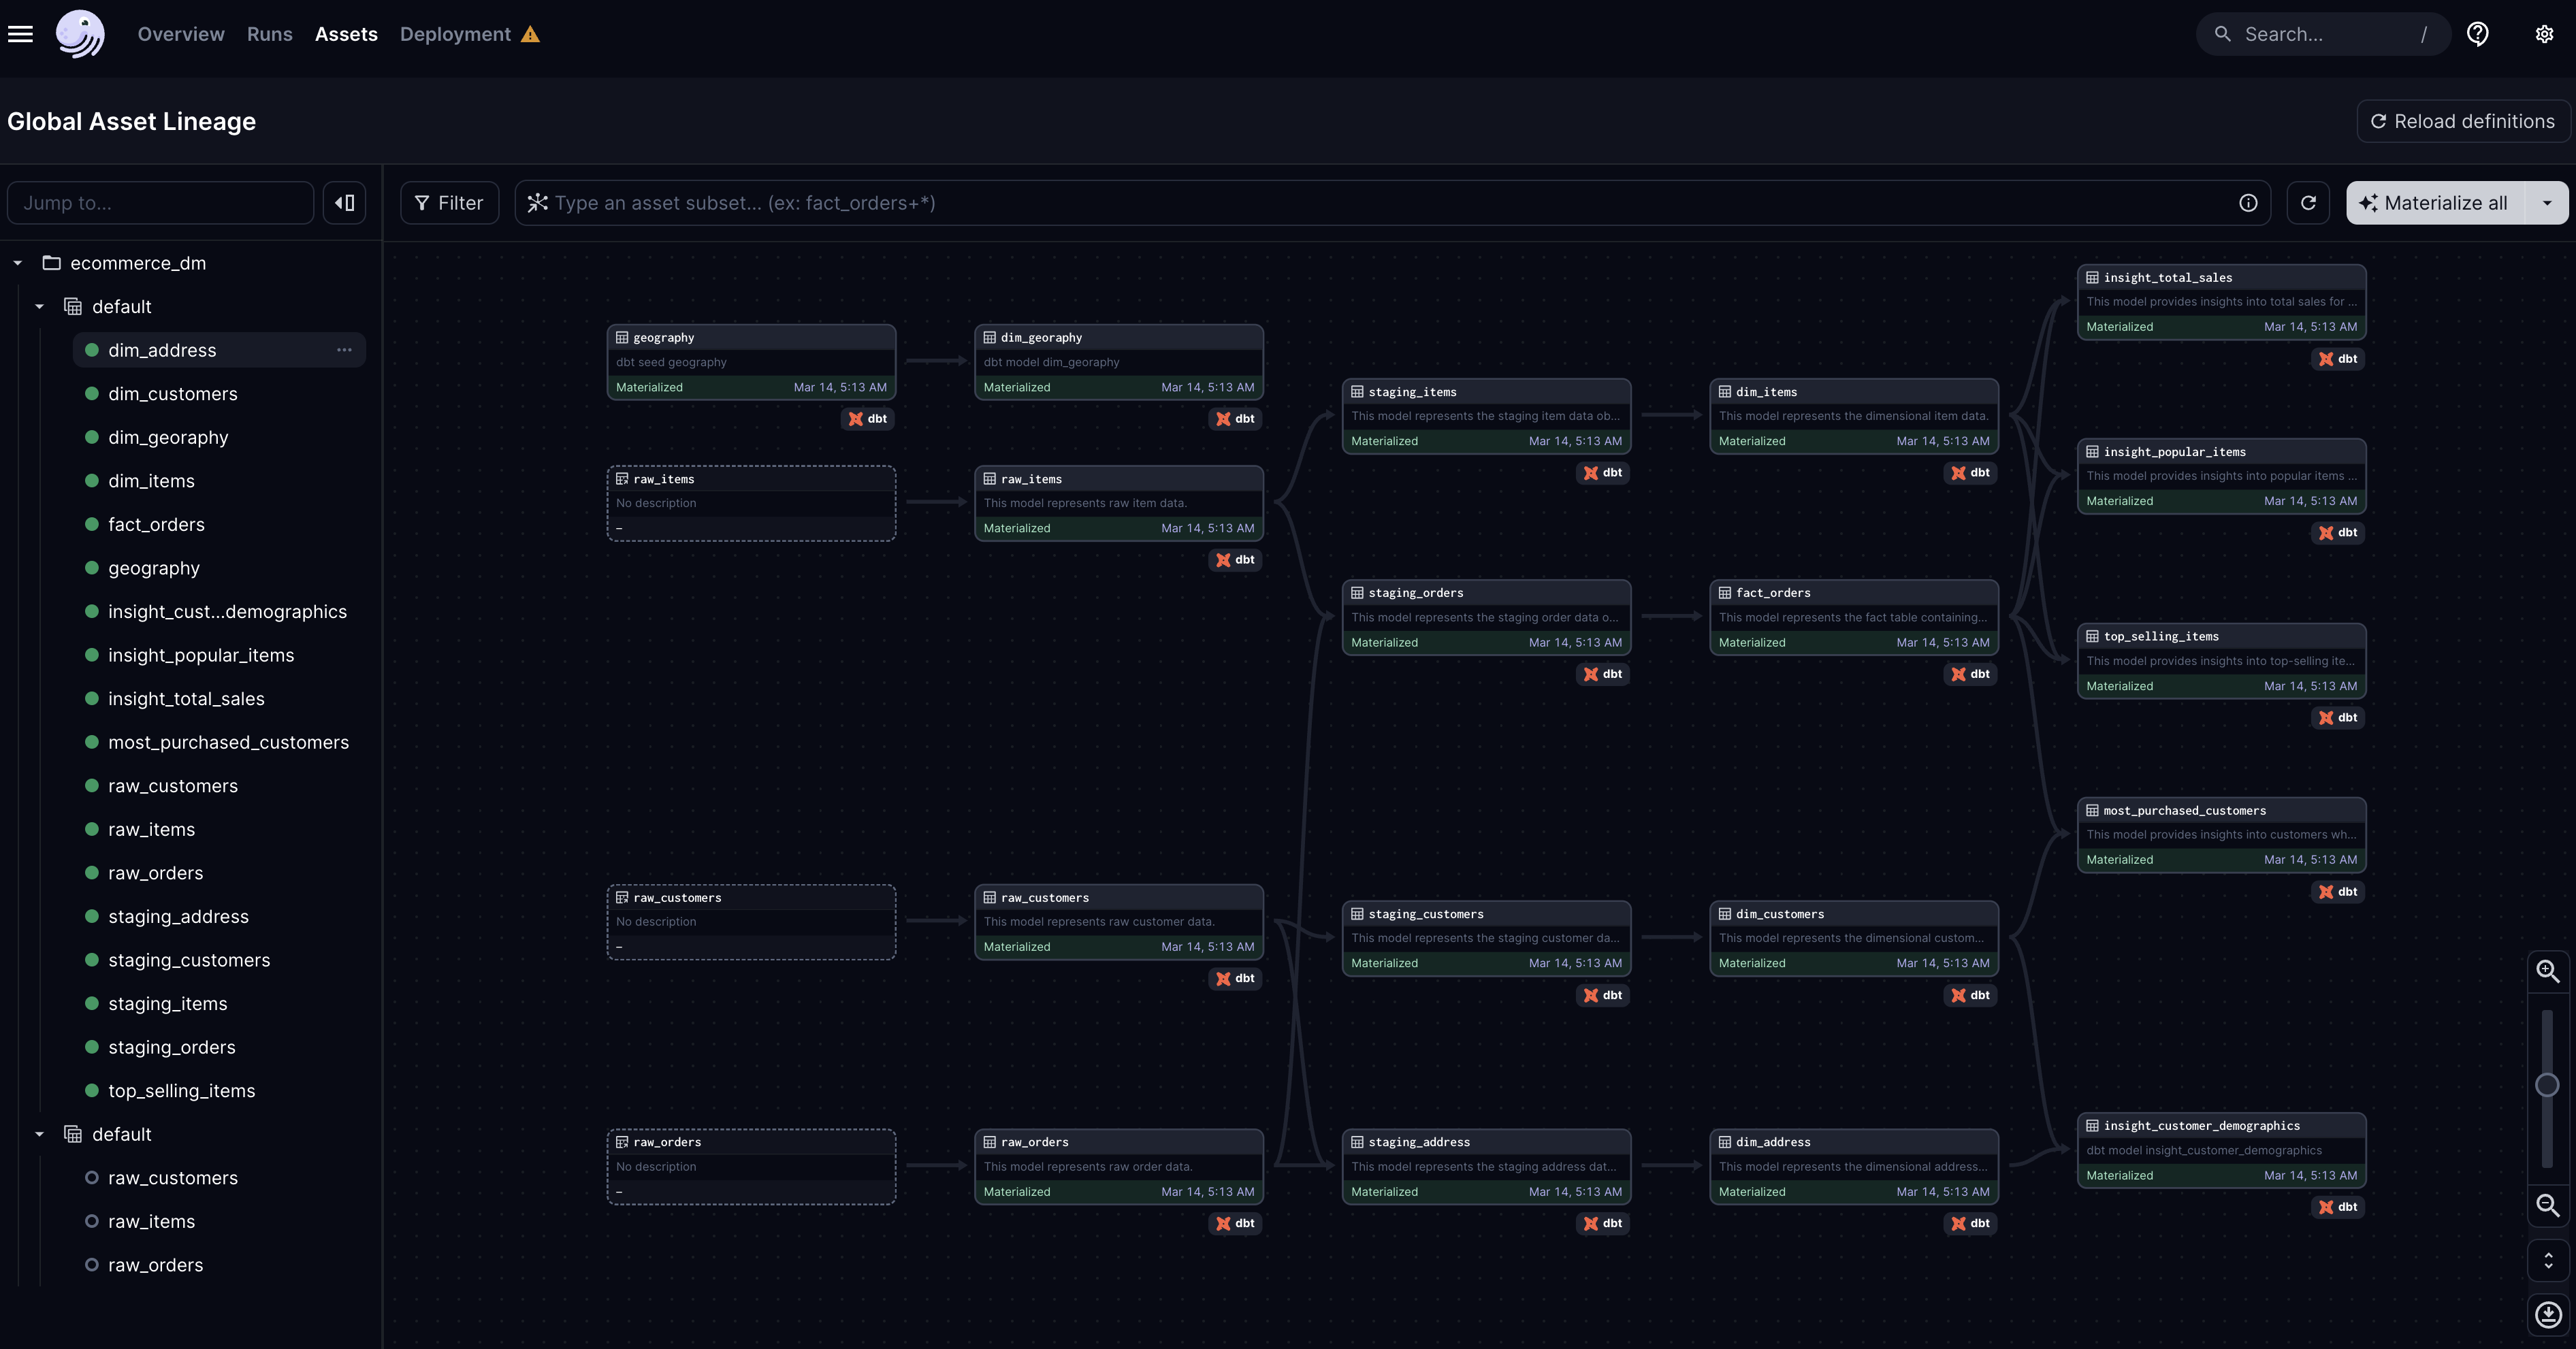 Overview Runs Assets Deployment
Search... /
Global Asset Lineage
Reload definitions
Jump to...
Filter
Type an asset subset... (ex: fact_orders+*)
Materialize all
ecommerce_dm
default
dim_address
dim_customers
dim_georaphy
dim_items
fact_orders
geography
insight_cust...demographics
insight_popular_items
insight_total_sales
most_purchased_customers
raw_customers
raw_items
raw_orders
staging_address
staging_customers
staging_items
staging_orders
top_selling_items
default
raw_customers
raw_items
raw_orders
geography
dbt seed geography
Materialized Mar 14, 5:13 AM
dbt
raw_items
No description
–
raw_customers
No description
–
raw_orders
No description
–
dim_georaphy
dbt model dim_georaphy
Materialized Mar 14, 5:13 AM
dbt
raw_items
This model represents raw item data.
Materialized Mar 14, 5:13 AM
dbt
raw_customers
This model represents raw customer data.
Materialized Mar 14, 5:13 AM
dbt
raw_orders
This model represents raw order data.
Materialized Mar 14, 5:13 AM
dbt
staging_items
This model represents the staging item data ob...
Materialized Mar 14, 5:13 AM
dbt
staging_orders
This model represents the staging order data o...
Materialized Mar 14, 5:13 AM
dbt
staging_customers
This model represents the staging customer da...
Materialized Mar 14, 5:13 AM
dbt
staging_address
This model represents the staging address dat...
Materialized Mar 14, 5:13 AM
dbt
dim_items
This model represents the dimensional item data.
Materialized Mar 14, 5:13 AM
dbt
fact_orders
This model represents the fact table containing...
Materialized Mar 14, 5:13 AM
dbt
dim_customers
This model represents the dimensional custom...
Materialized Mar 14, 5:13 AM
dbt
dim_address
This model represents the dimensional address...
Materialized Mar 14, 5:13 AM
dbt
insight_total_sales
This model provides insights into total sales for ...
Materialized Mar 14, 5:13 AM
dbt
insight_popular_items
This model provides insights into popular items ...
Materialized Mar 14, 5:13 AM
dbt
top_selling_items
This model provides insights into top-selling ite...
Materialized Mar 14, 5:13 AM
dbt
most_purchased_customers
This model provides insights into customers wh...
Materialized Mar 14, 5:13 AM
dbt
insight_customer_demographics
dbt model insight_customer_demographics
Materialized Mar 14, 5:13 AM
dbt